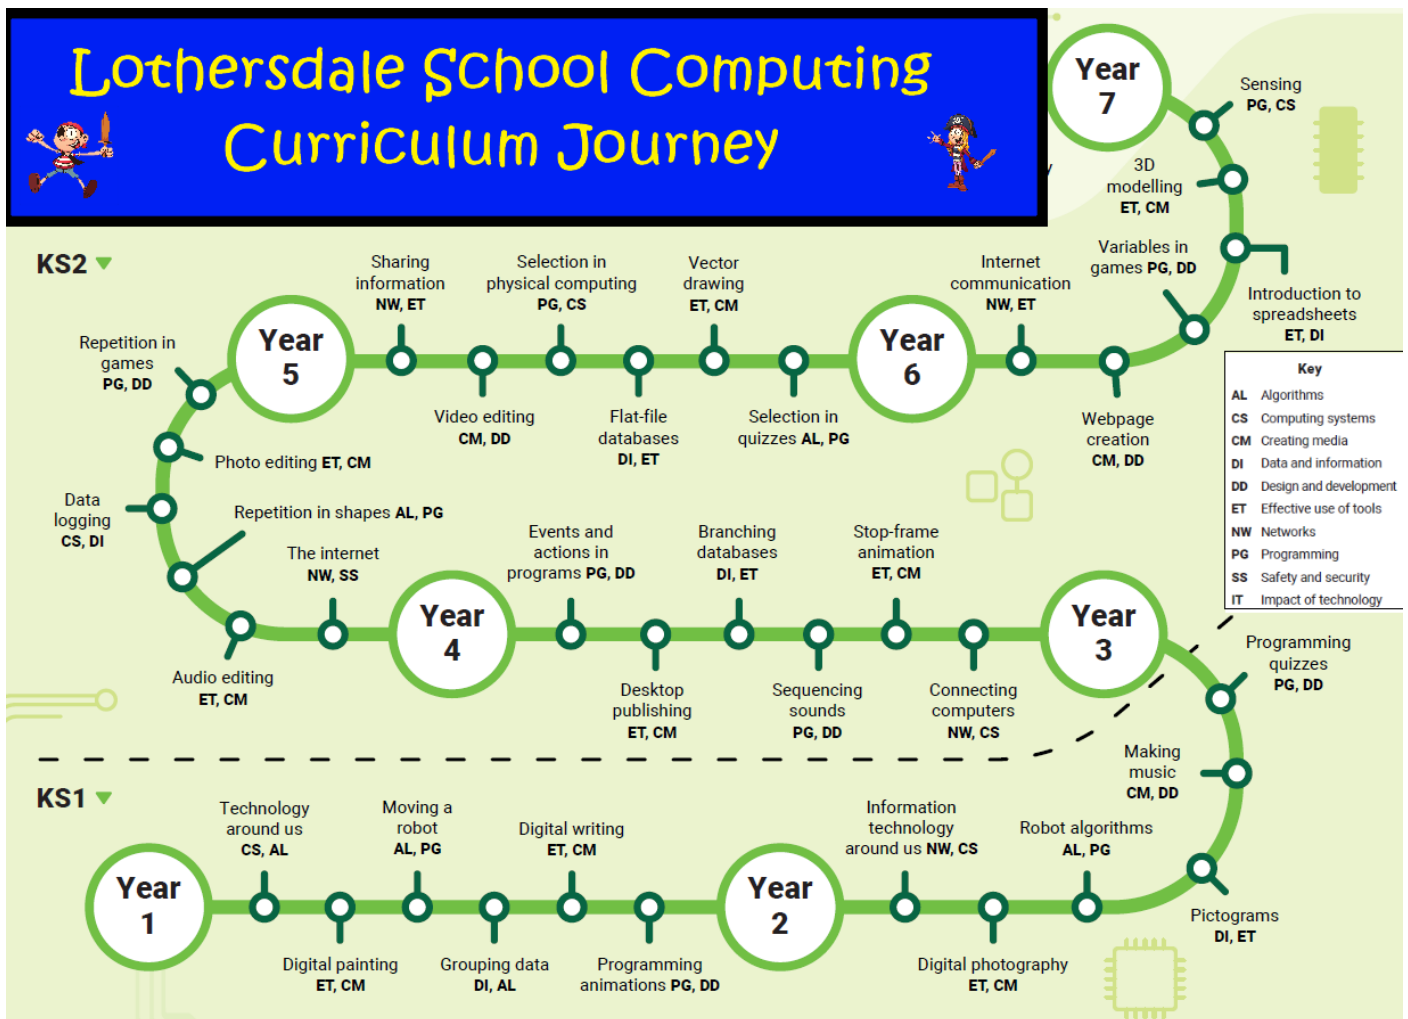 Lothersdale School Computing
Curriculum Journey
Year
7
Sensing
PG, CS
3D
modelling
ET, CM
Variables in
games PG, DD
Introduction to
spreadsheets
ET, DI
KS2
Sharing
information
NW, ET
Selection in
physical computing
PG, CS
Vector
drawing
ET, CM
Internet
communication
NW, ET
Year
5
Year
6
Repetition in
games
PG, DD
Video editing
CM, DD
Flat-file
databases
DI, ET
Selection in
quizzes AL, PG
Webpage
creation
CM, DD
Key
AL Algorithms
CS Computing systems
CM Creating media
DI Data and information
DD Design and development
ET Effective use of tools
NW Networks
PG Programming
SS Safety and security
IT Impact of technology
Photo editing ET, CM
Data
logging
CS, DI
Repetition in shapes AL, PG
The internet
NW, SS
Events and
actions in
programs PG, DD
Branching
databases
DI, ET
Stop-frame
animation
ET, CM
Year
4
Year
3
Audio editing
ET, CM
Desktop
publishing
ET, CM
Sequencing
sounds
PG, DD
Connecting
computers
NW, CS
Programming
quizzes
PG, DD
Making
music
CM, DD
KS1
Technology
around us
CS, AL
Moving a
robot
AL, PG
Digital writing
ET, CM
Information
technology
around us NW, CS
Robot algorithms
AL, PG
Year
1
Year
2
Digital painting
ET, CM
Grouping data
DI, AL
Programming
animations PG, DD
Digital photography
ET, CM
Pictograms
DI, ET